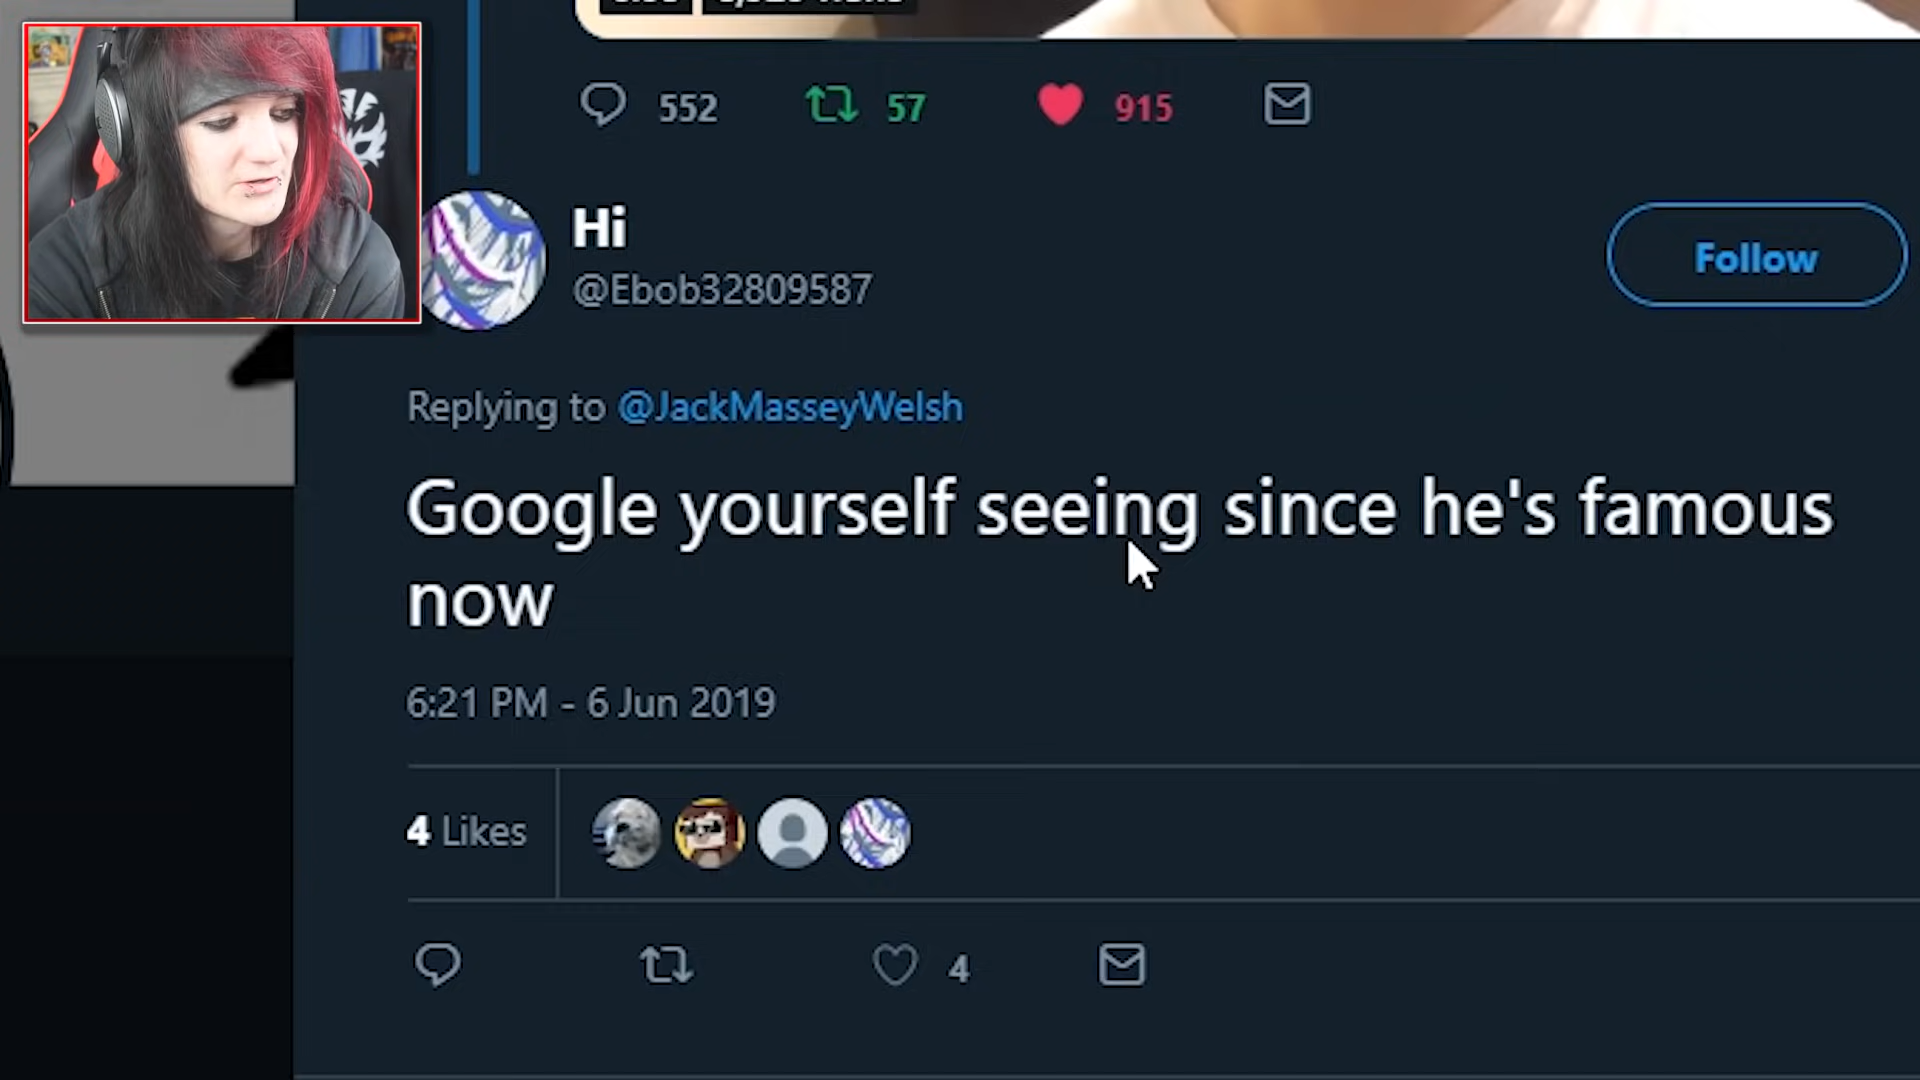 552 57 915
Hi
@Ebob32809587
Follow
Replying to @JackMasseyWelsh
Google yourself seeing since he's famous
now
6:21 PM - 6 Jun 2019
4 Likes
4